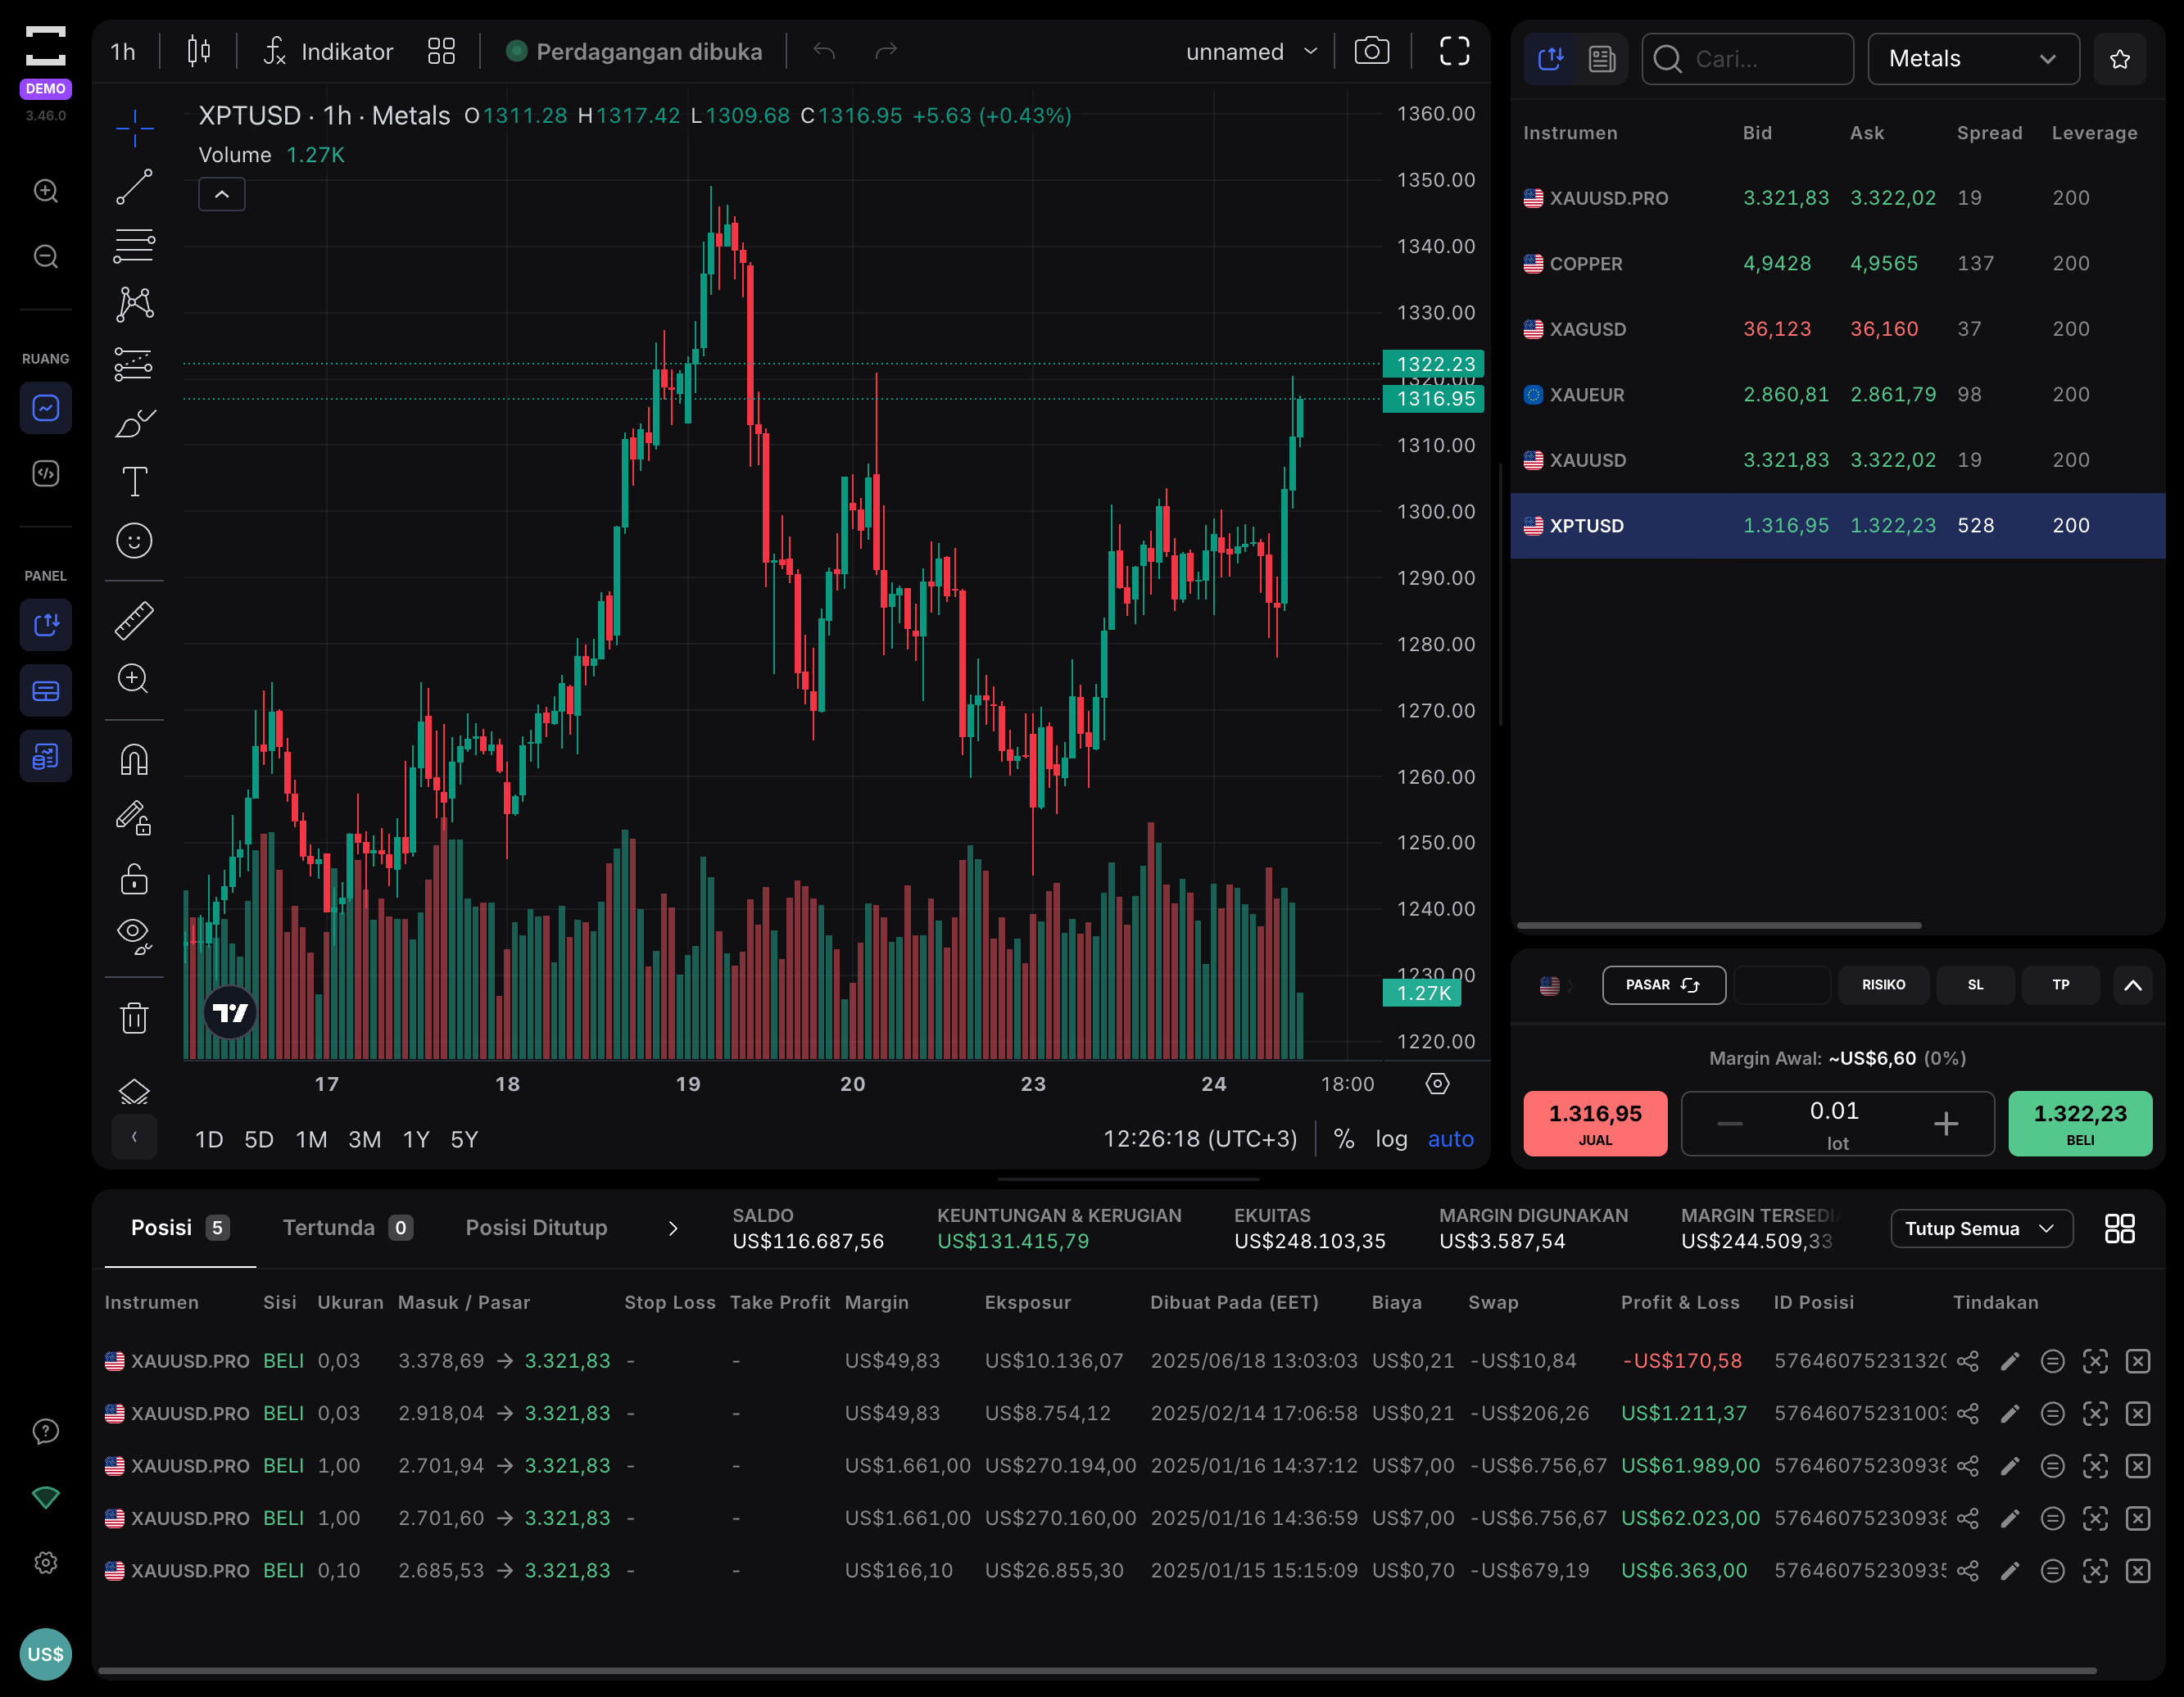 DEMO
3.46.0
RUANG
PANEL
US$
1h
Indikator
Perdagangan dibuka
unnamed
XPTUSD · 1h · Metals O1311.28 H1317.42 L1309.68 C1316.95 +5.63 (+0.43%)
Volume 1.27K
1360.00
1350.00
1340.00
1330.00
1322.23
1320.00
1316.95
1310.00
1300.00
1290.00
1280.00
1270.00
1260.00
1250.00
1240.00
1230.00
1.27K
1220.00
17 18 19 20 23 24 18:00
1D 5D 1M 3M 1Y 5Y
12:26:18 (UTC+3) % log auto
Cari...
Metals
Instrumen Bid Ask Spread Leverage
XAUUSD.PRO 3.321,83 3.322,02 19 200
COPPER 4,9428 4,9565 137 200
XAGUSD 36,123 36,160 37 200
XAUEUR 2.860,81 2.861,79 98 200
XAUUSD 3.321,83 3.322,02 19 200
XPTUSD 1.316,95 1.322,23 528 200
PASAR RISIKO SL TP
Margin Awal: ~US$6,60 (0%)
1.316,95
JUAL
0.01
lot
1.322,23
BELI
Posisi 5
Tertunda 0
Posisi Ditutup
SALDO
US$116.687,56
KEUNTUNGAN & KERUGIAN
US$131.415,79
EKUITAS
US$248.103,35
MARGIN DIGUNAKAN
US$3.587,54
MARGIN TERSEDI
US$244.509,33
Tutup Semua
Instrumen Sisi Ukuran Masuk / Pasar Stop Loss Take Profit Margin Eksposur Dibuat Pada (EET) Biaya Swap Profit & Loss ID Posisi Tindakan
XAUUSD.PRO BELI 0,03 3.378,69 → 3.321,83 - - US$49,83 US$10.136,07 2025/06/18 13:03:03 US$0,21 -US$10,84 -US$170,58 57646075231320
XAUUSD.PRO BELI 0,03 2.918,04 → 3.321,83 - - US$49,83 US$8.754,12 2025/02/14 17:06:58 US$0,21 -US$206,26 US$1.211,37 5764607523100
XAUUSD.PRO BELI 1,00 2.701,94 → 3.321,83 - - US$1.661,00 US$270.194,00 2025/01/16 14:37:12 US$7,00 -US$6.756,67 US$61.989,00 5764607523093
XAUUSD.PRO BELI 1,00 2.701,60 → 3.321,83 - - US$1.661,00 US$270.160,00 2025/01/16 14:36:59 US$7,00 -US$6.756,67 US$62.023,00 5764607523093
XAUUSD.PRO BELI 0,10 2.685,53 → 3.321,83 - - US$166,10 US$26.855,30 2025/01/15 15:15:09 US$0,70 -US$679,19 US$6.363,00 5764607523093